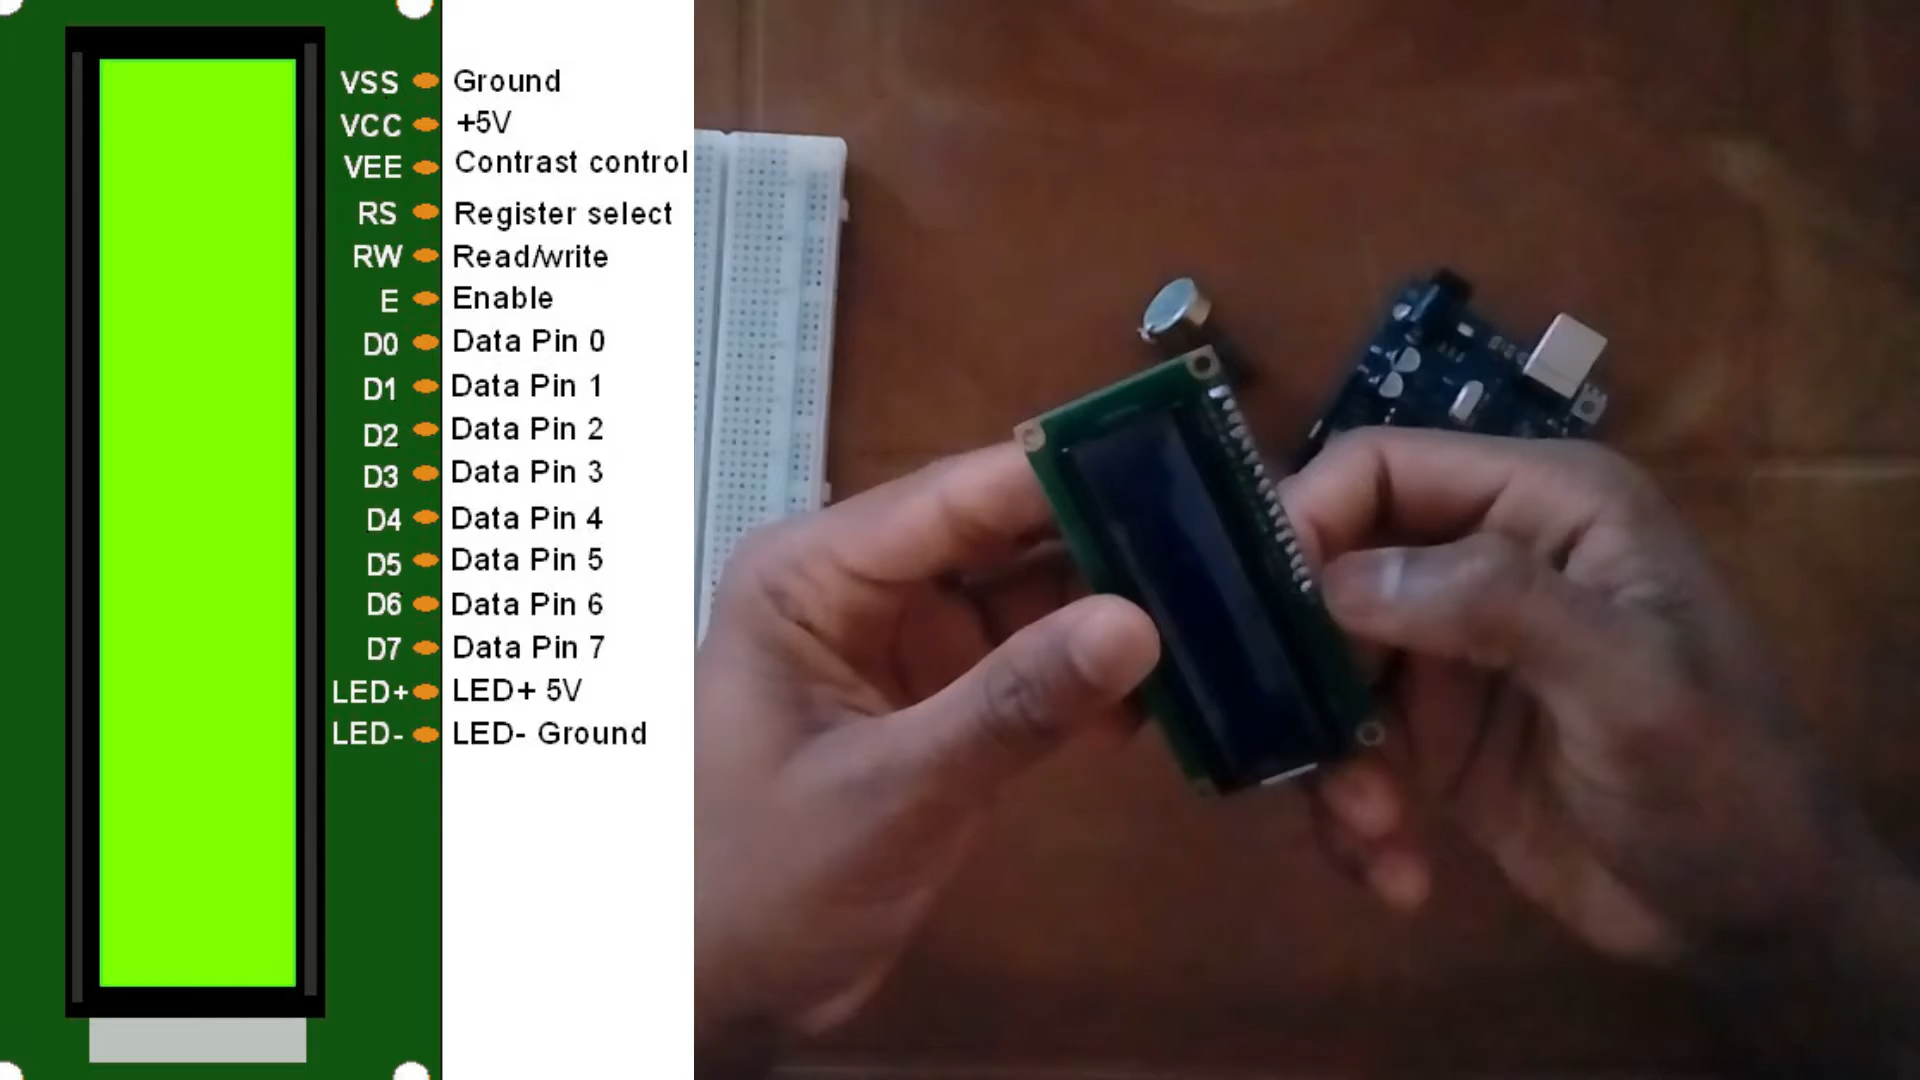 VSS Ground
VCC +5V
VEE Contrast control
RS Register select
RW Read/write
E Enable
D0 Data Pin 0
D1 Data Pin 1
D2 Data Pin 2
D3 Data Pin 3
D4 Data Pin 4
D5 Data Pin 5
D6 Data Pin 6
D7 Data Pin 7
LED+ LED+ 5V
LED- LED- Ground